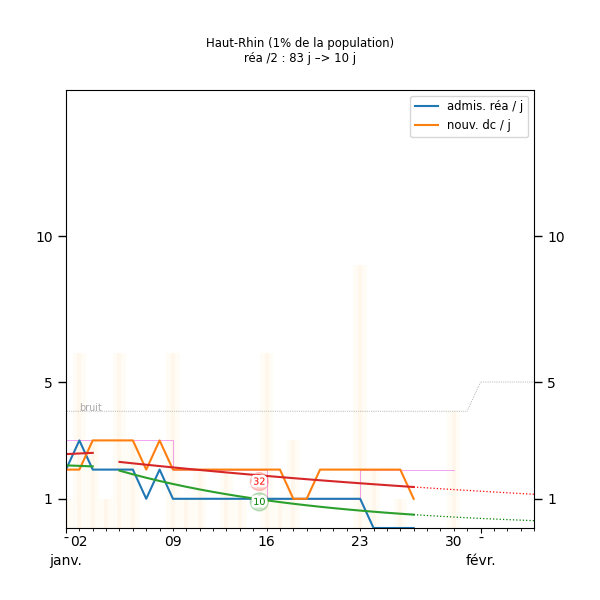 Haut-Rhin (1% de la population)
réa /2 : 83 j –> 10 j
admis. réa / j
nouv. dc / j
10
10
5
5
bruit
32
10
1
1
- 02 09 16 23 30 -
janv. févr.